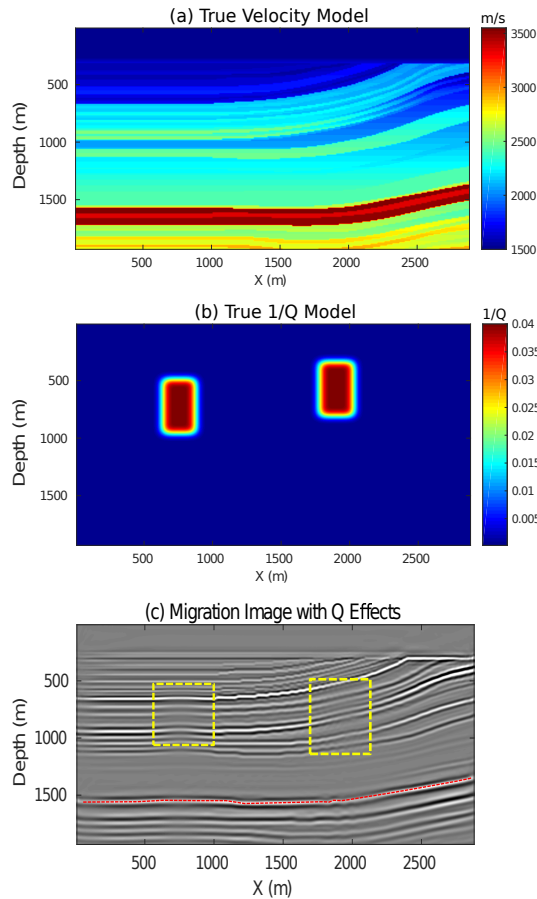 (a) True Velocity Model
m/s
3500
3000
2500
2000
1500
Depth (m)
500
1000
1500
500 1000 1500 2000 2500
X (m)
(b) True 1/Q Model
1/Q
0.04
0.035
0.03
0.025
0.02
0.015
0.01
0.005
Depth (m)
500
1000
1500
500 1000 1500 2000 2500
X (m)
(c) Migration Image with Q Effects
Depth (m)
500
1000
1500
500 1000 1500 2000 2500
X (m)